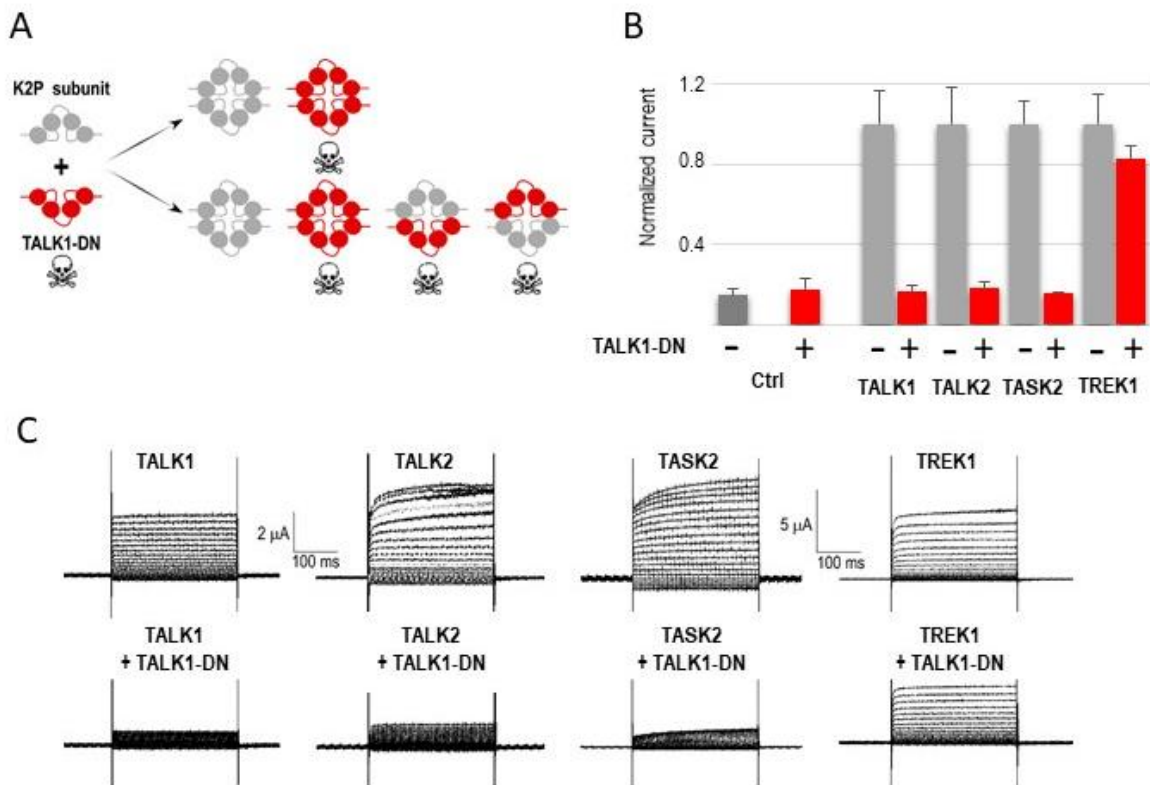 A
K2P subunit
+
TALK1-DN
B
Normalized current
1.2
0.8
0.4
TALK1-DN - + - + - + - + - +
Ctrl TALK1 TALK2 TASK2 TREK1
C
TALK1 TALK2 TASK2 TREK1
2 µA 5 µA
100 ms 100 ms
TALK1 TALK2 TASK2 TREK1
+ TALK1-DN + TALK1-DN + TALK1-DN + TALK1-DN